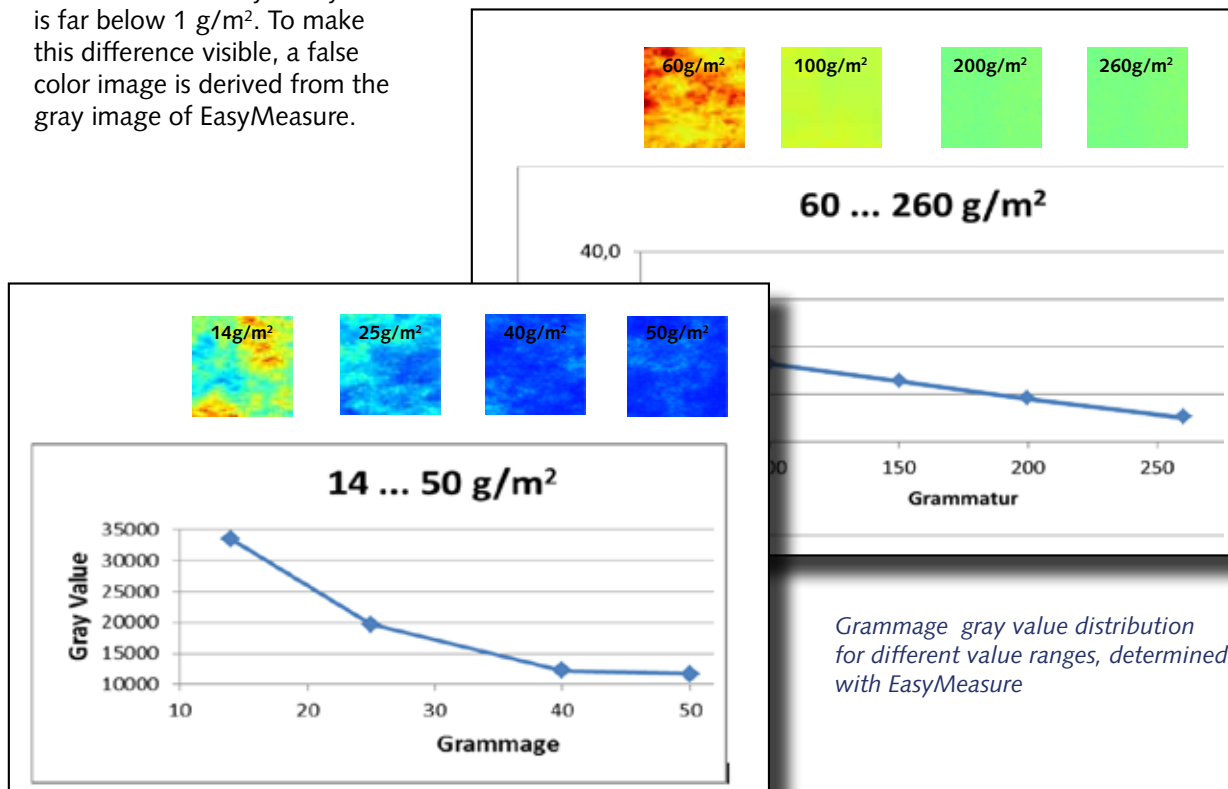 is far below 1 g/m². To make
this difference visible, a false
color image is derived from the
gray image of EasyMeasure.
60g/m² 100g/m² 200g/m² 260g/m²
60 ... 260 g/m²
40,0
150 200 250
Grammatur
14g/m² 25g/m² 40g/m² 50g/m²
14 ... 50 g/m²
Gray Value
35000
30000
25000
20000
15000
10000
10 20 30 40 50
Grammage
Grammage gray value distribution
for different value ranges, determined
with EasyMeasure